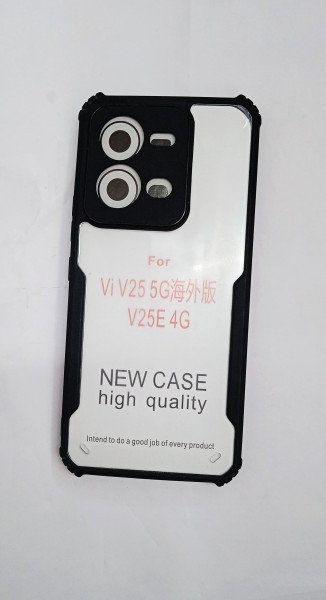 For
Vi V25 5G海外版
V25E 4G
NEW CASE
high quality
Intend to do a good job of every product